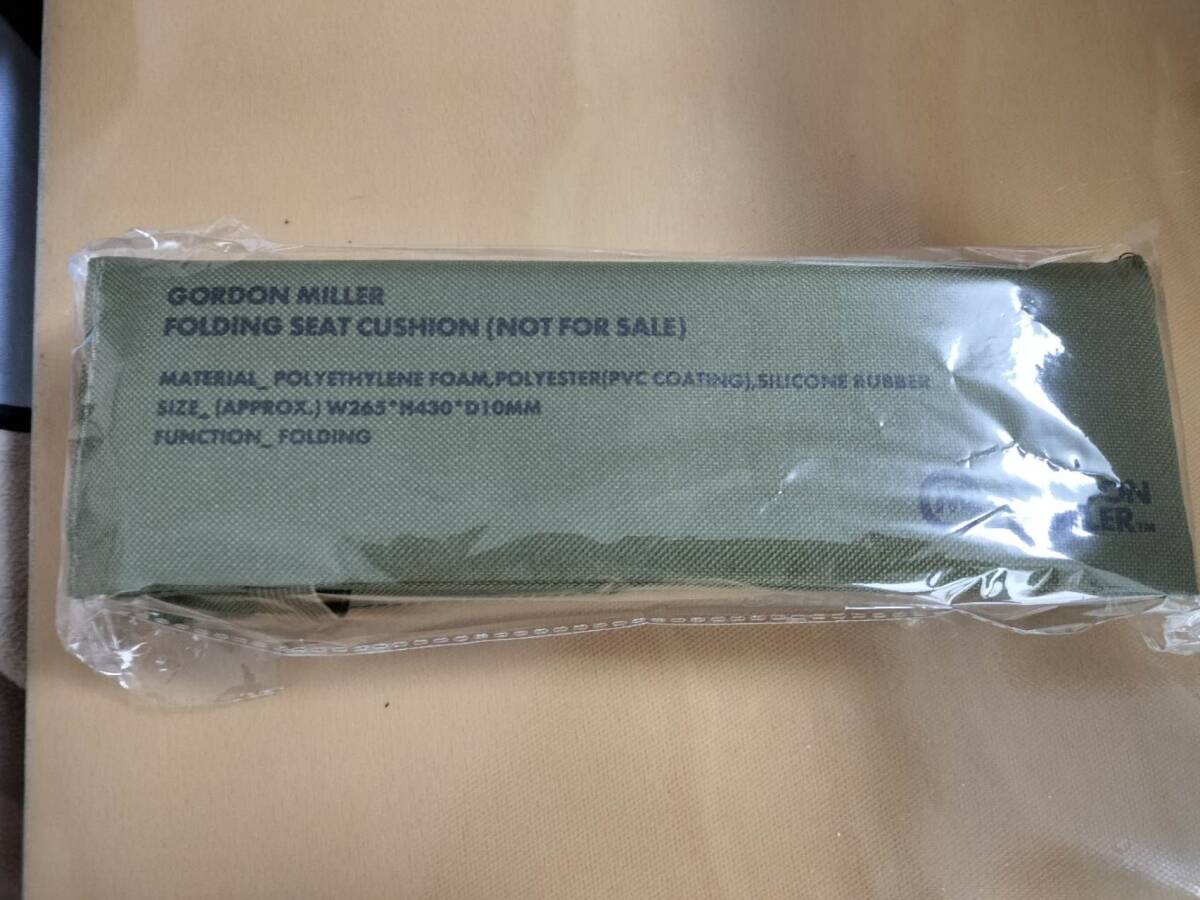 GORDON MILLER
FOLDING SEAT CUSHION (NOT FOR SALE)
MATERIAL_ POLYETHYLENE FOAM,POLYESTER(PVC COATING),SILICONE RUBBER
SIZE_ (APPROX.) W265*H430*D10MM
FUNCTION_ FOLDING